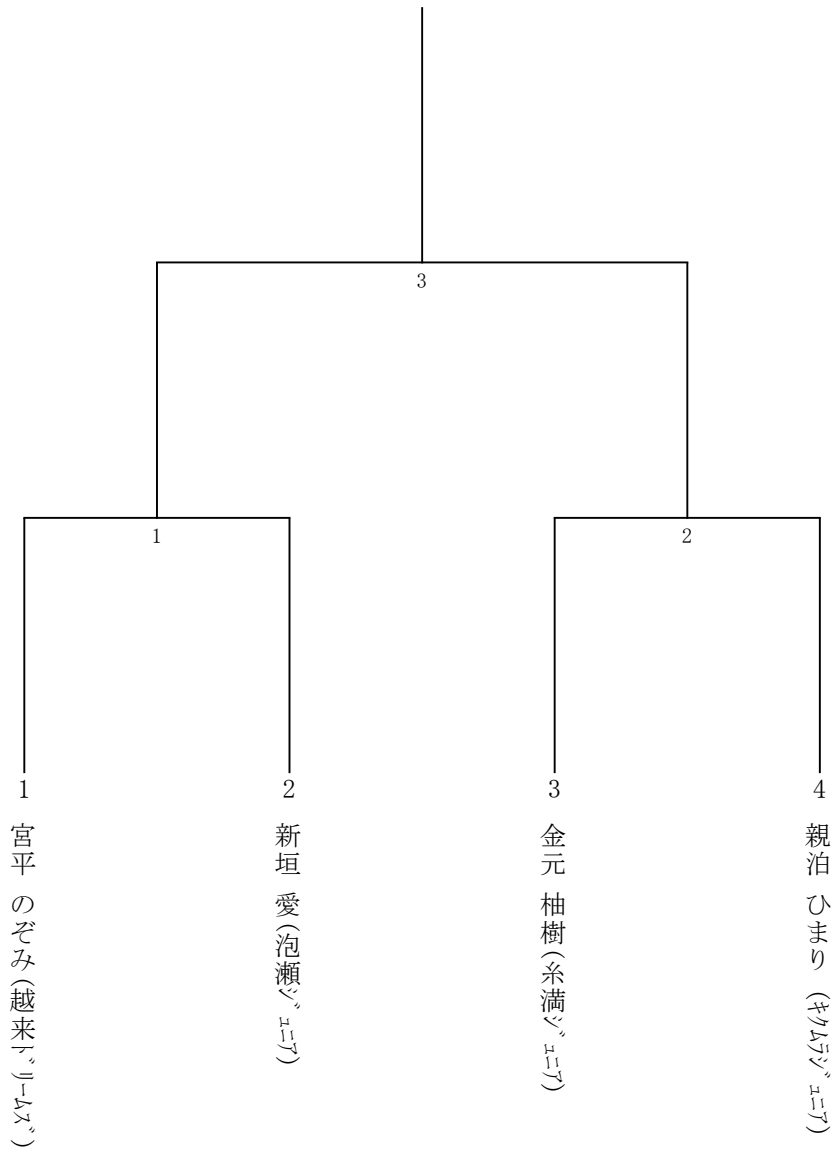 3
1
2
1 宮平 のぞみ(越来ﾄﾞﾘｰﾑｽﾞ)
2 新垣 愛(泡瀬ｼﾞｭﾆｱ)
3 金元 柚樹(糸満ｼﾞｭﾆｱ)
4 親泊 ひまり (ｷｸﾑﾗｼﾞｭﾆｱ)